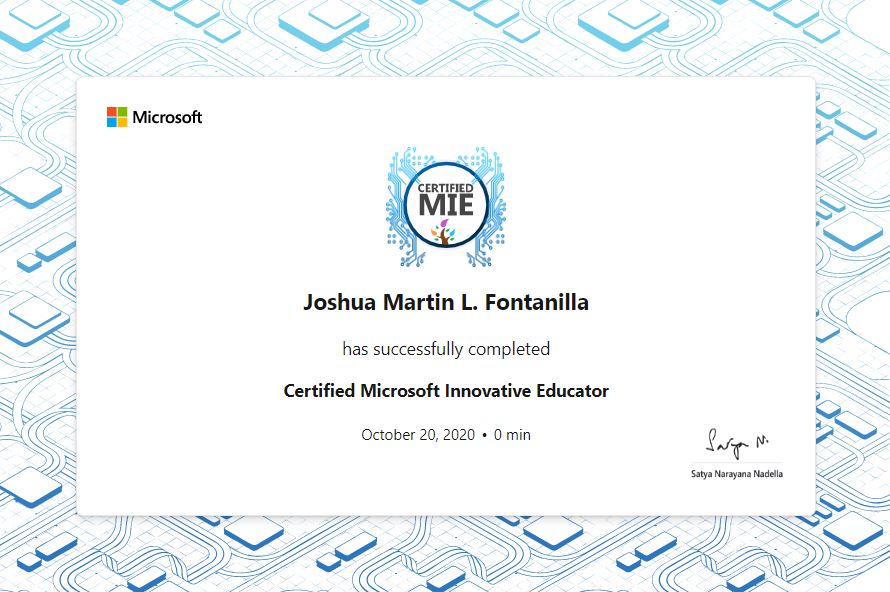 Microsoft
CERTIFIED
MIE
Joshua Martin L. Fontanilla
has successfully completed
Certified Microsoft Innovative Educator
October 20, 2020 • 0 min
Satya N.
Satya Narayana Nadella